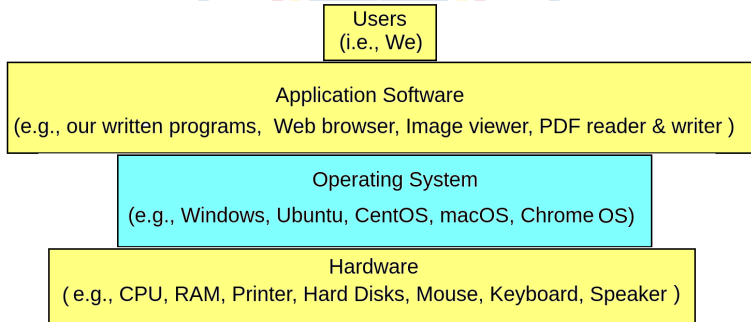 Users
(i.e., We)
Application Software
(e.g., our written programs,  Web browser, Image viewer, PDF reader & writer )
Operating System
(e.g., Windows, Ubuntu, CentOS, macOS, Chrome OS)
Hardware
( e.g., CPU, RAM, Printer, Hard Disks, Mouse, Keyboard, Speaker )